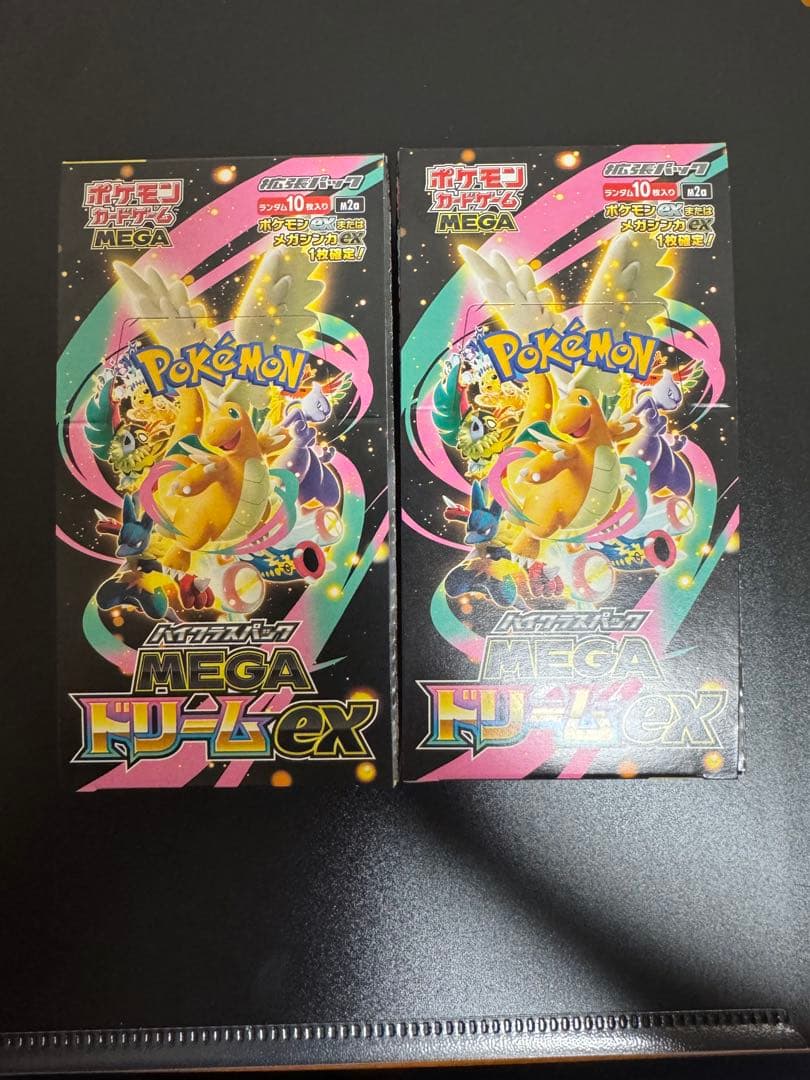 ポケモン
カードゲーム
MEGA
拡張パック
ランダム10枚入り
M2a
ポケモンexまたは
メガシンカex
1枚確定!
Pokémon
ハイクラスパック
MEGA
ドリームex
ポケモン
カードゲーム
MEGA
拡張パック
ランダム10枚入り
M2a
ポケモンexまたは
メガシンカex
1枚確定!
Pokémon
ハイクラスパック
MEGA
ドリームex